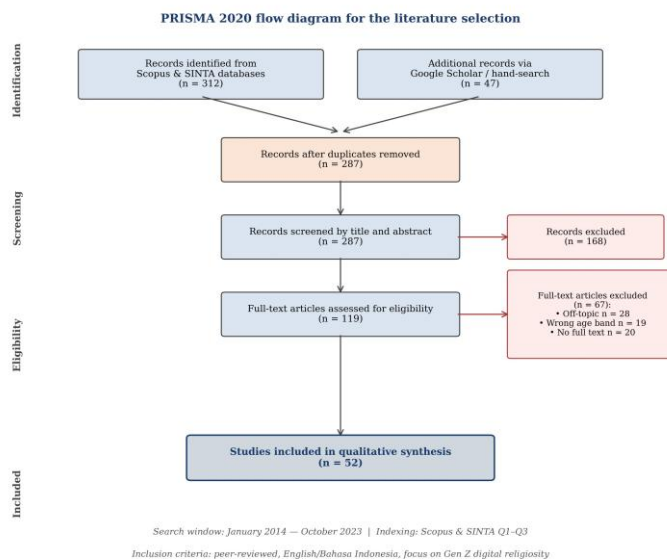 PRISMA 2020 flow diagram for the literature selection
Identification
Records identified from
Scopus & SINTA databases
(n = 312)
Additional records via
Google Scholar / hand-search
(n = 47)
Records after duplicates removed
(n = 287)
Screening
Records screened by title and abstract
(n = 287)
Records excluded
(n = 168)
Eligibility
Full-text articles assessed for eligibility
(n = 119)
Full-text articles excluded
(n = 67):
• Off-topic n = 28
• Wrong age band n = 19
• No full text n = 20
Included
Studies included in qualitative synthesis
(n = 52)
Search window: January 2014 — October 2023 | Indexing: Scopus & SINTA Q1–Q3
Inclusion criteria: peer-reviewed, English/Bahasa Indonesia, focus on Gen Z digital religiosity